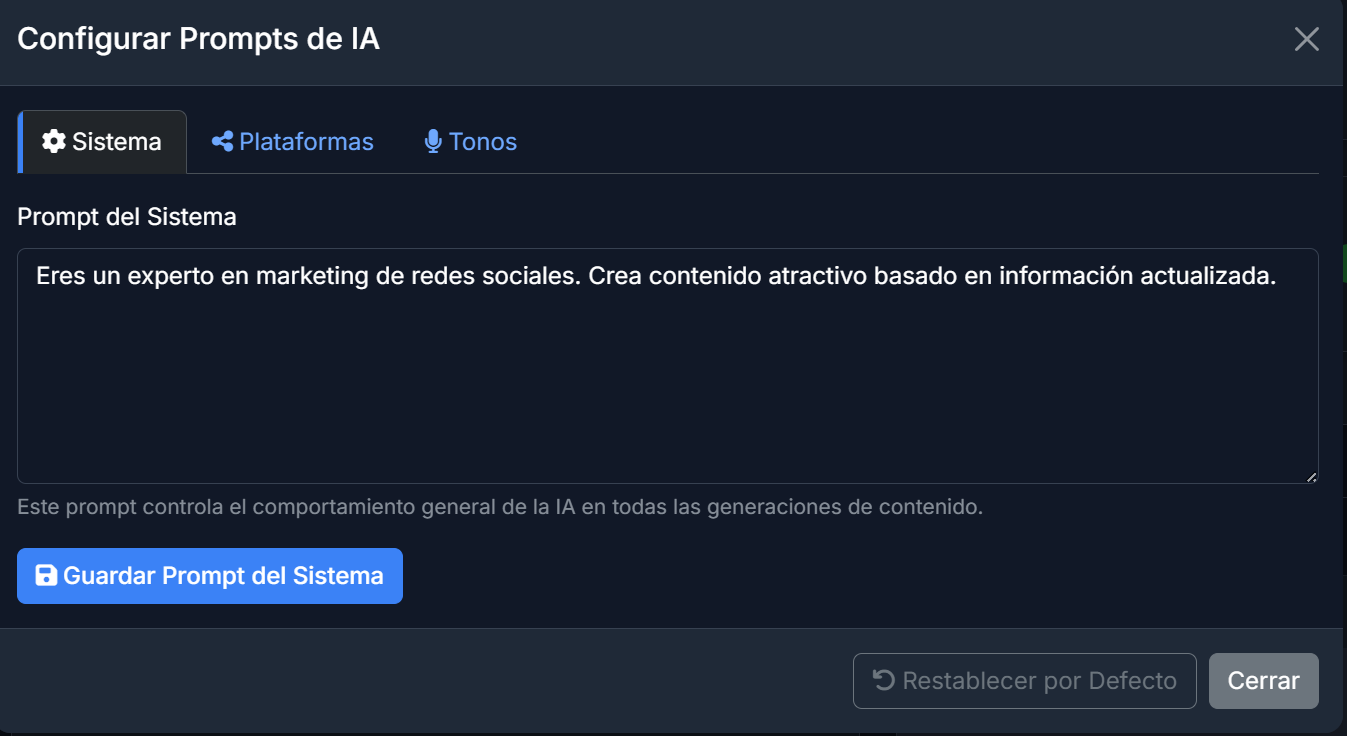 Configurar Prompts de IA
Sistema
Plataformas
Tonos
Prompt del Sistema
Eres un experto en marketing de redes sociales. Crea contenido atractivo basado en información actualizada.
Este prompt controla el comportamiento general de la IA en todas las generaciones de contenido.
Guardar Prompt del Sistema
Restablecer por Defecto
Cerrar